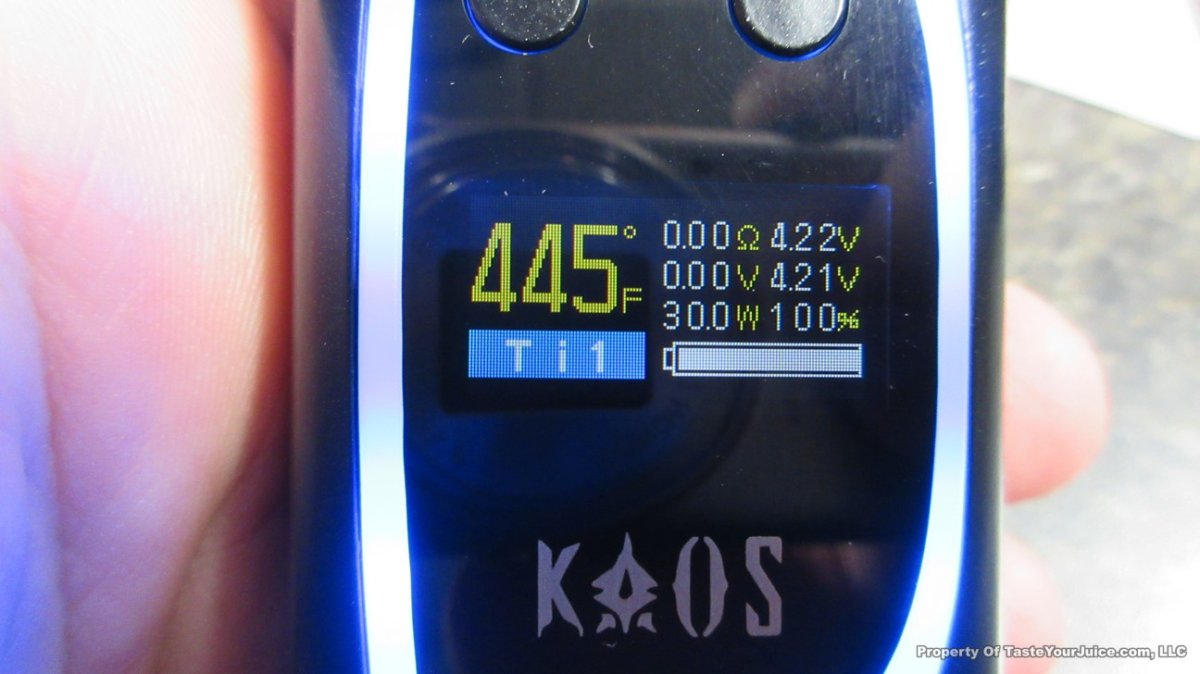 445°F
Ti1
0.00Ω 4.22V
0.00V 4.21V
30.0W 100%
KAOS
Property Of TasteYourJuice.com, LLC